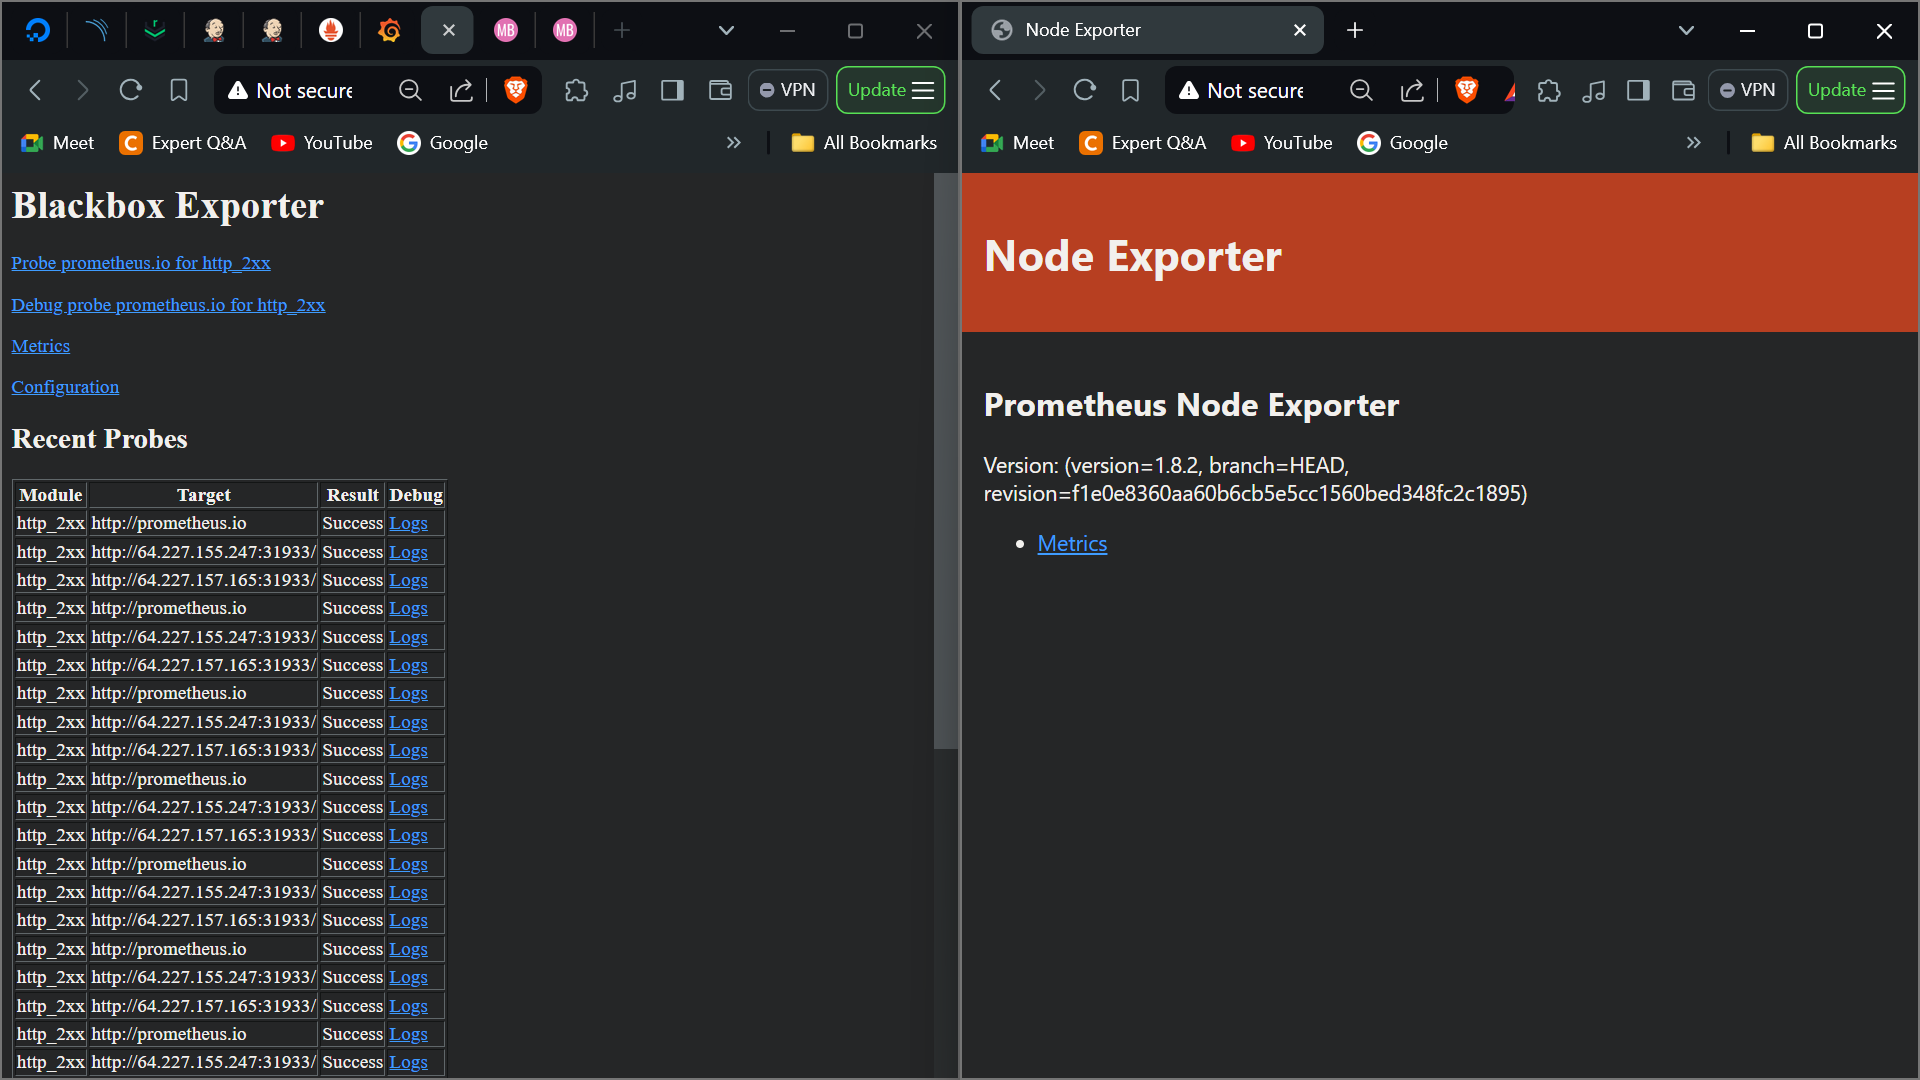 MB
MB
Not secure
VPN
Update
Meet
Expert Q&A
YouTube
Google
All Bookmarks
Blackbox Exporter
Probe prometheus.io for http_2xx
Debug probe prometheus.io for http_2xx
Metrics
Configuration
Recent Probes
Module Target Result Debug
http_2xx http://prometheus.io Success Logs
http_2xx http://64.227.155.247:31933/ Success Logs
http_2xx http://64.227.157.165:31933/ Success Logs
http_2xx http://prometheus.io Success Logs
http_2xx http://64.227.155.247:31933/ Success Logs
http_2xx http://64.227.157.165:31933/ Success Logs
http_2xx http://prometheus.io Success Logs
http_2xx http://64.227.155.247:31933/ Success Logs
http_2xx http://64.227.157.165:31933/ Success Logs
http_2xx http://prometheus.io Success Logs
http_2xx http://64.227.155.247:31933/ Success Logs
http_2xx http://64.227.157.165:31933/ Success Logs
http_2xx http://prometheus.io Success Logs
http_2xx http://64.227.155.247:31933/ Success Logs
http_2xx http://64.227.157.165:31933/ Success Logs
http_2xx http://prometheus.io Success Logs
http_2xx http://64.227.155.247:31933/ Success Logs
http_2xx http://64.227.157.165:31933/ Success Logs
http_2xx http://prometheus.io Success Logs
http_2xx http://64.227.155.247:31933/ Success Logs
Node Exporter
Not secure
VPN
Update
Meet
Expert Q&A
YouTube
Google
All Bookmarks
Node Exporter
Prometheus Node Exporter
Version: (version=1.8.2, branch=HEAD,
revision=f1e0e8360aa60b6cb5e5cc1560bed348fc2c1895)
Metrics